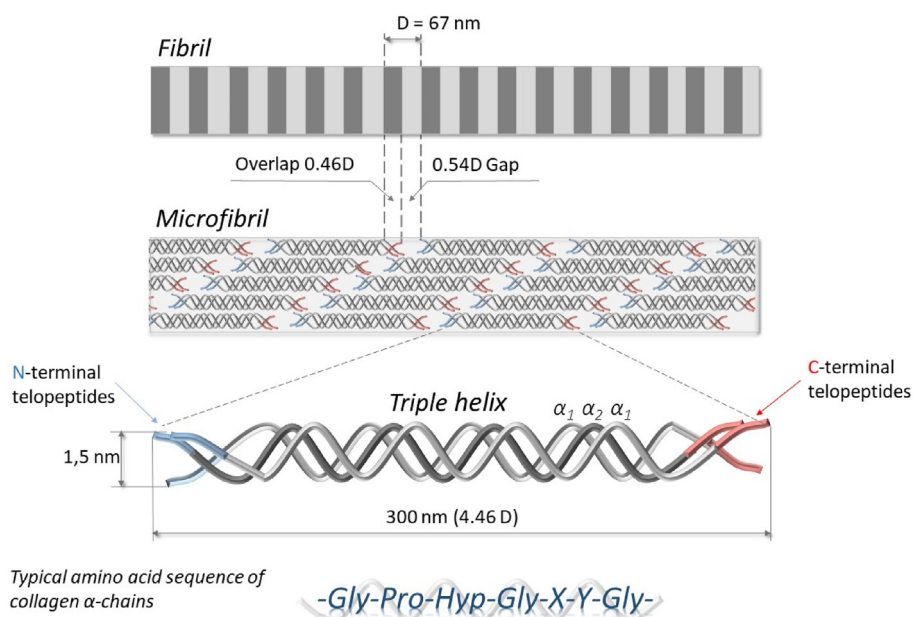 D = 67 nm
Fibril
Overlap 0.46D
0.54D Gap
Microfibril
N-terminal
telopeptides
C-terminal
telopeptides
Triple helix
α₁ α₂ α₁
1,5 nm
300 nm (4.46 D)
Typical amino acid sequence of
collagen α-chains
-Gly-Pro-Hyp-Gly-X-Y-Gly-